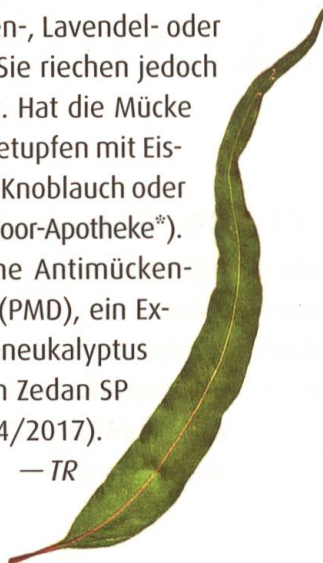 en-, Lavendel- oder
Sie riechen jedoch
. Hat die Mücke
etupfen mit Eis-
Knoblauch oder
oor-Apotheke*).
ne Antimücken-
(PMD), ein Ex-
neukalyptus
n Zedan SP
4/2017).
— TR